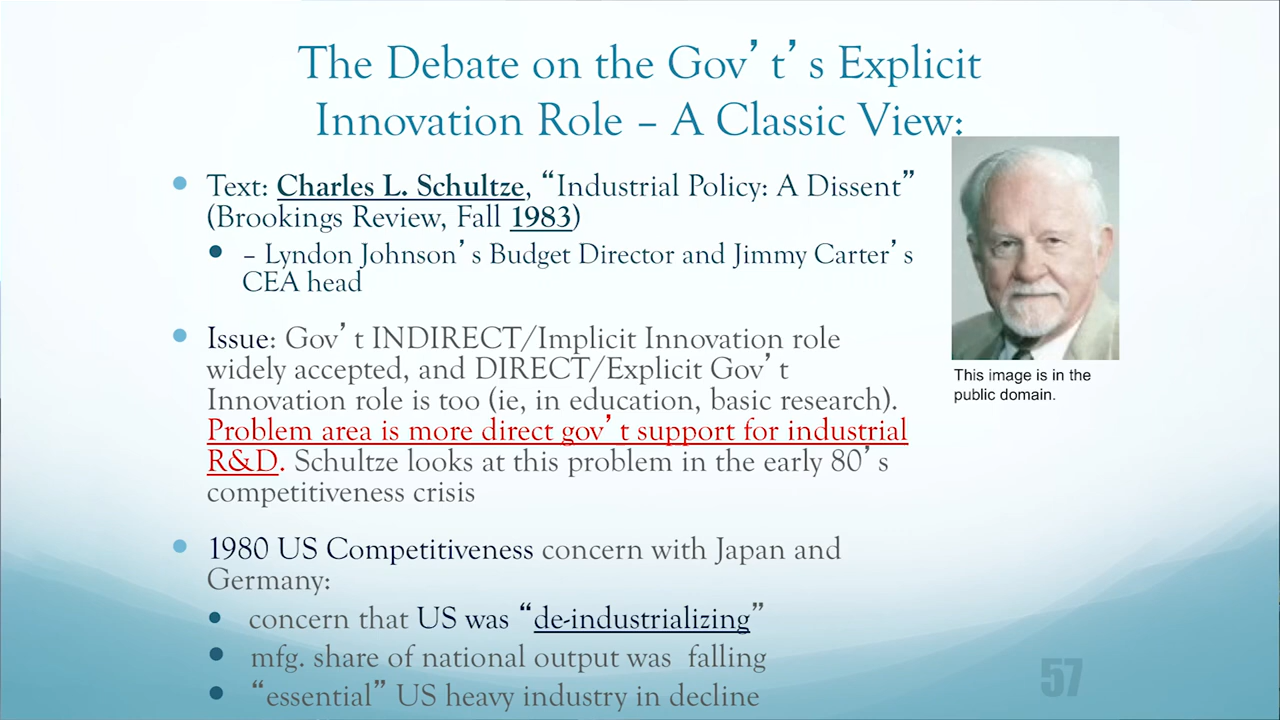 The Debate on the Gov’t’s Explicit
Innovation Role – A Classic View:
Text: Charles L. Schultze, “Industrial Policy: A Dissent”
(Brookings Review, Fall 1983)
– Lyndon Johnson’s Budget Director and Jimmy Carter’s
CEA head
Issue: Gov’t INDIRECT/Implicit Innovation role
widely accepted, and DIRECT/Explicit Gov’t
Innovation role is too (ie, in education, basic research).
Problem area is more direct gov’t support for industrial
R&D. Schultze looks at this problem in the early 80’s
competitiveness crisis
This image is in the
public domain.
1980 US Competitiveness concern with Japan and
Germany:
concern that US was “de-industrializing”
mfg. share of national output was falling
“essential” US heavy industry in decline
57